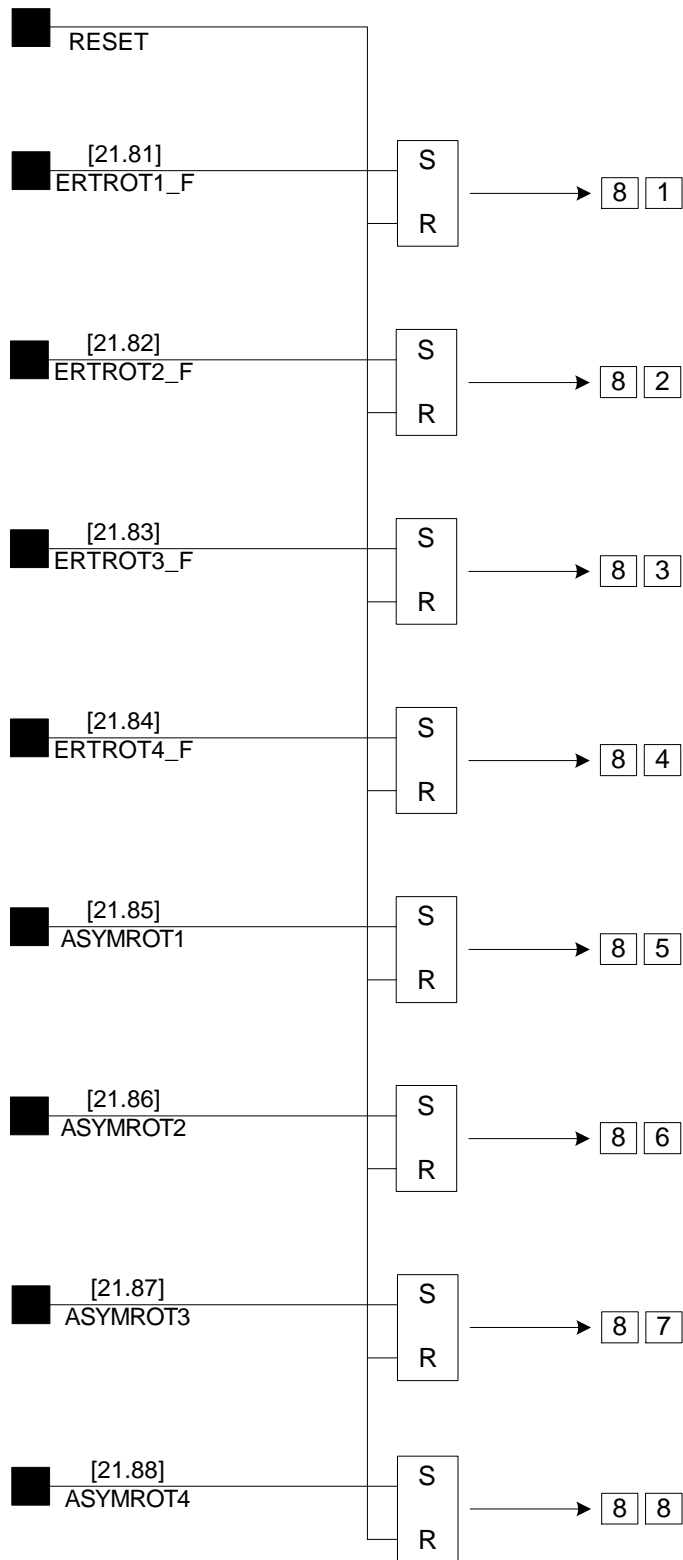 RESET
[21.81]
ERTROT1_F
S
R
8 1
[21.82]
ERTROT2_F
S
R
8 2
[21.83]
ERTROT3_F
S
R
8 3
[21.84]
ERTROT4_F
S
R
8 4
[21.85]
ASYMROT1
S
R
8 5
[21.86]
ASYMROT2
S
R
8 6
[21.87]
ASYMROT3
S
R
8 7
[21.88]
ASYMROT4
S
R
8 8